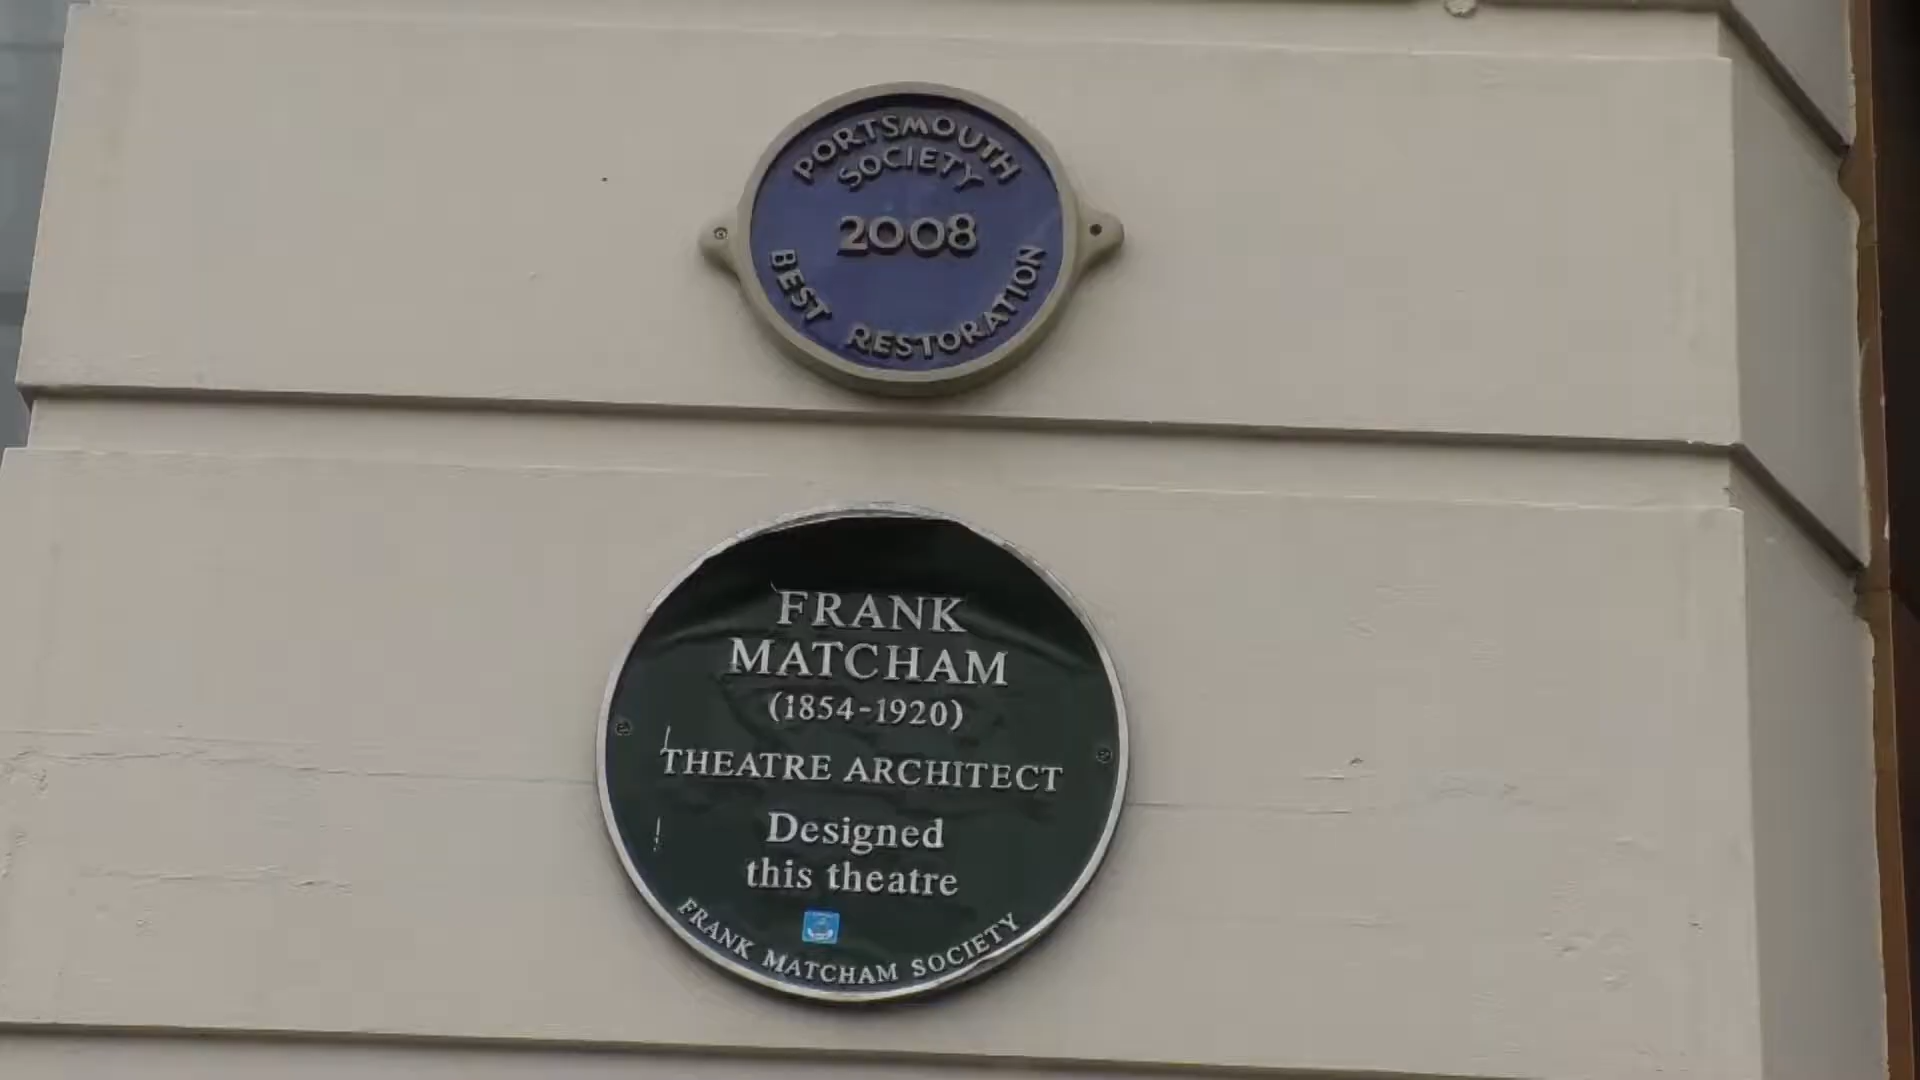 PORTSMOUTH
SOCIETY
2008
BEST RESTORATION
FRANK
MATCHAM
(1854-1920)
THEATRE ARCHITECT
Designed
this theatre
FRANK MATCHAM SOCIETY